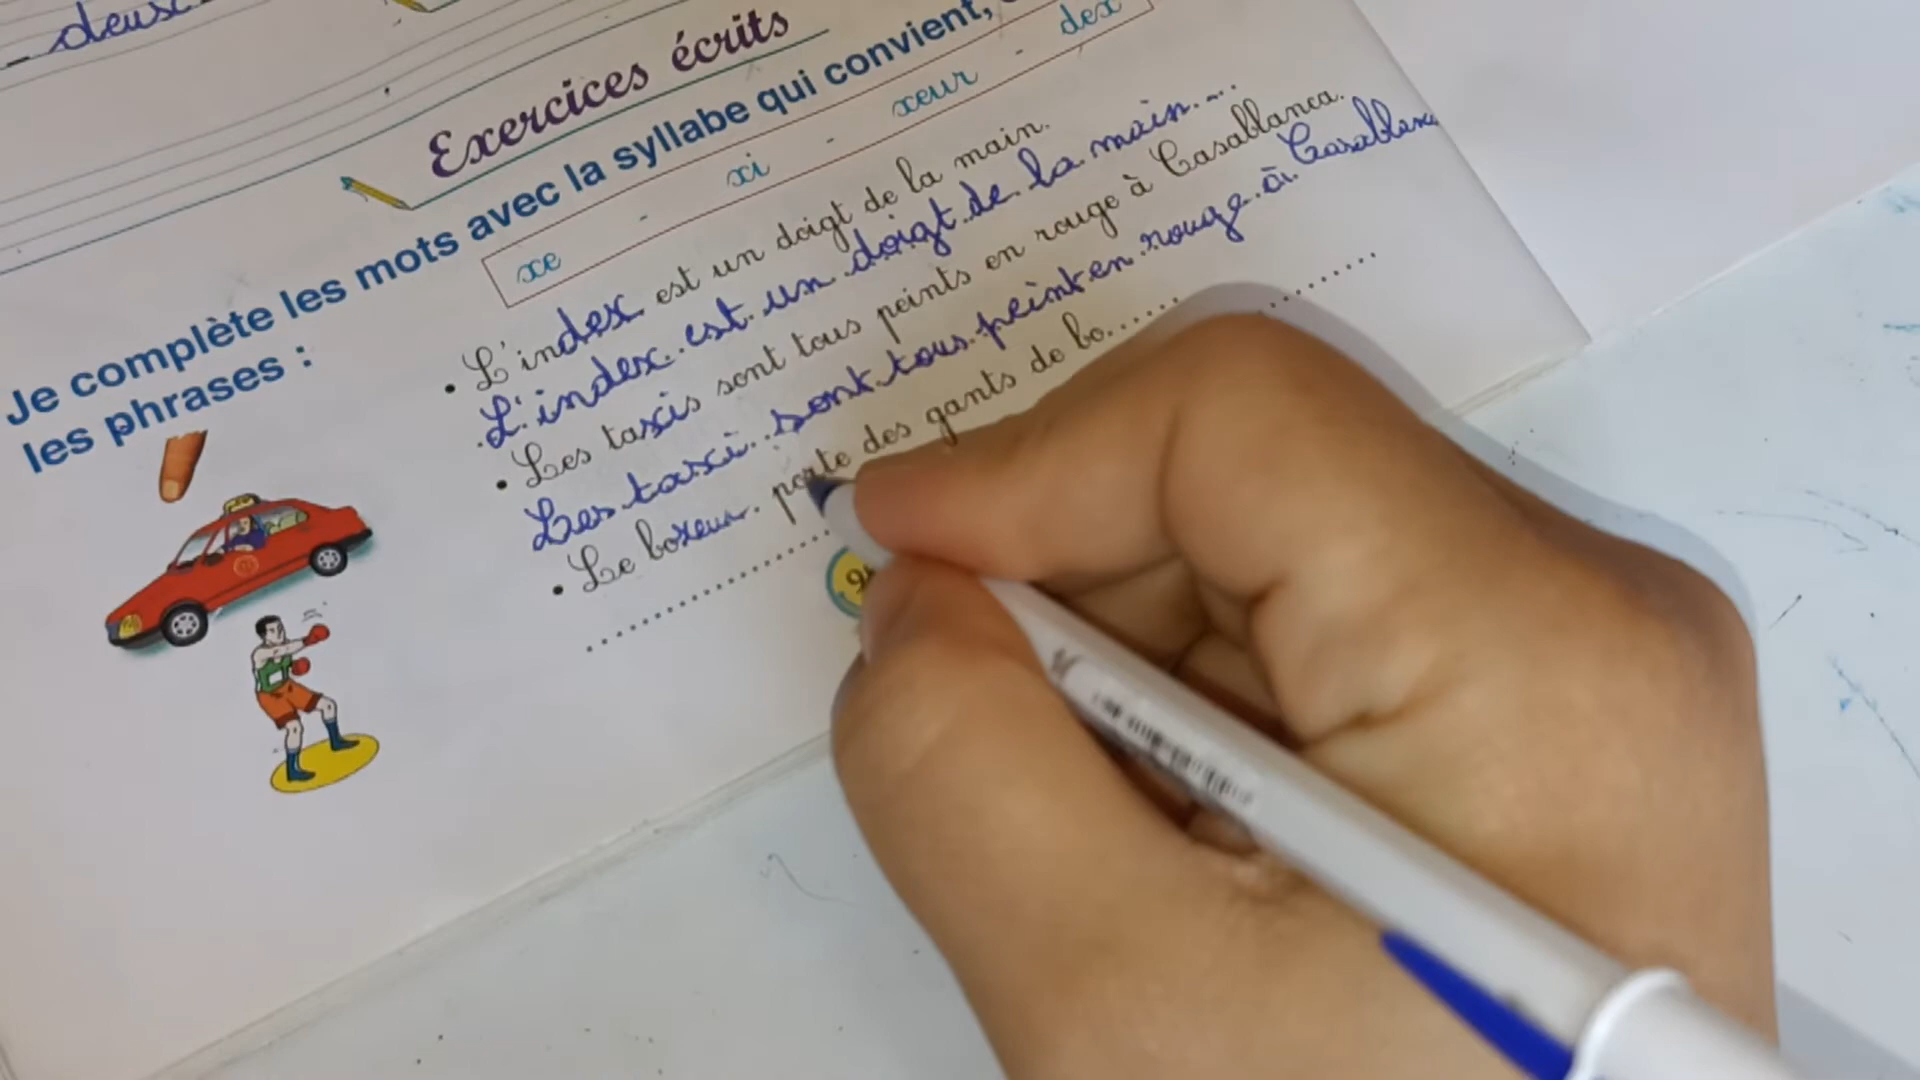 - deux
Exercices écrits
Je complète les mots avec la syllabe qui convient,
les phrases :
xe - xi - xeur - dex
• L'index est un doigt de la main.
L'index est un doigt de la main....
• Les taxis sont tous peints en rouge à Casablanca.
Les taxi sont tous peint en rouge à Casablanc
• Le boxeur porte des gants de bo......